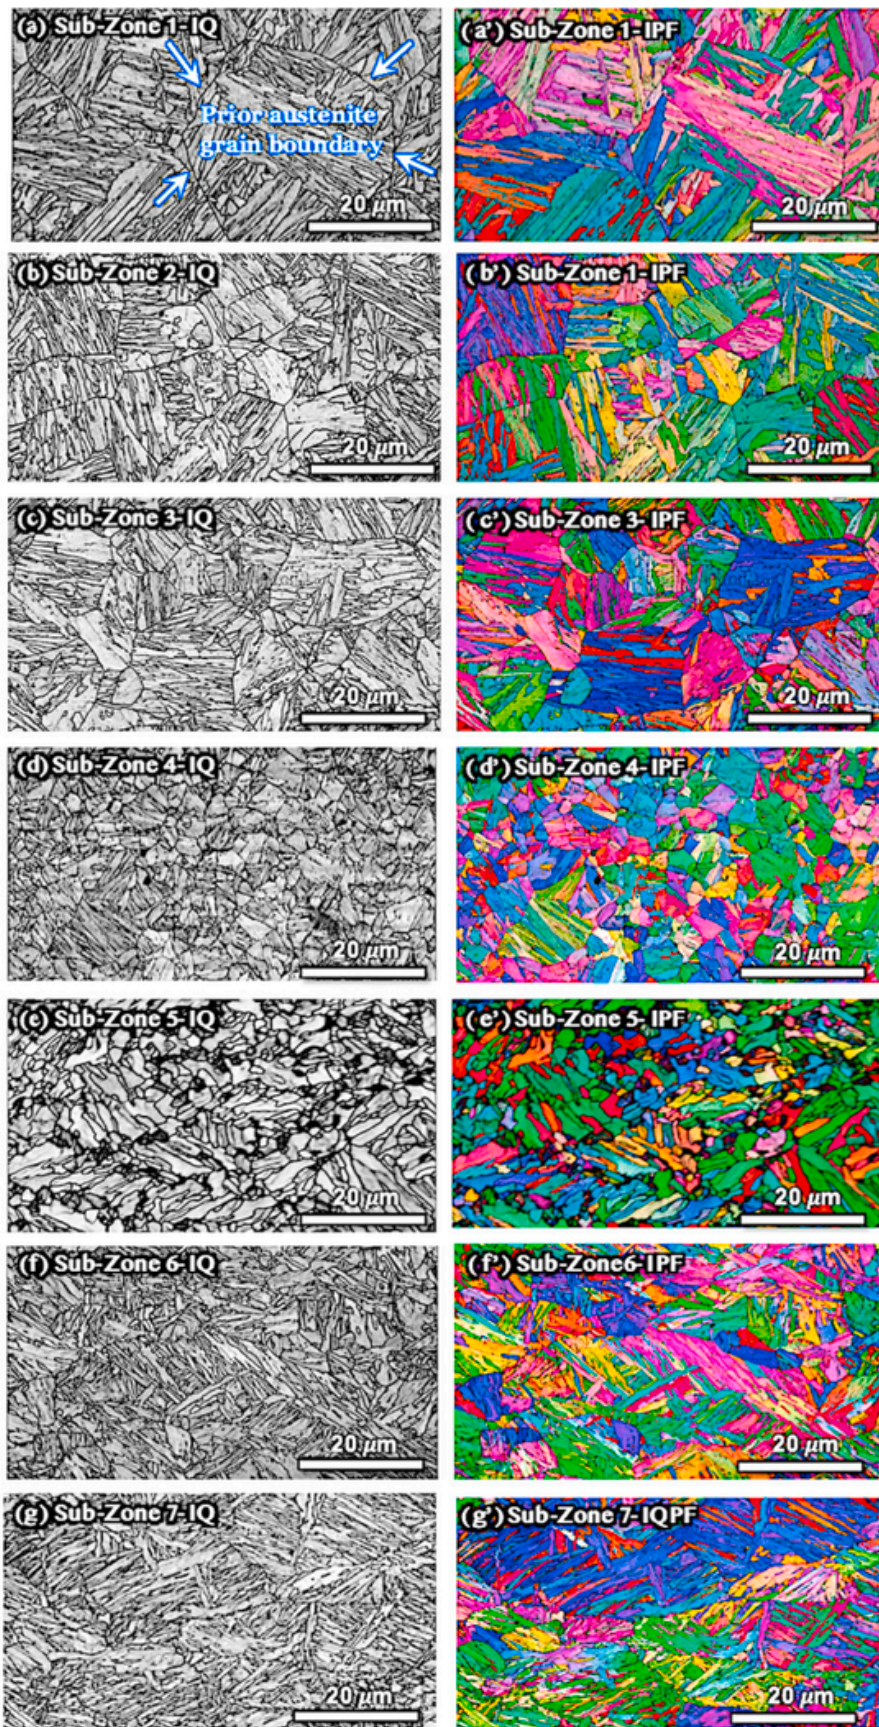 (a) Sub-Zone 1-IQ
Prior austenite
grain boundary
20 µm
(a') Sub-Zone 1- IPF
20 µm
(b) Sub-Zone 2- IQ
20 µm
(b') Sub-Zone 1- IPF
20 µm
(c) Sub-Zone 3- IQ
20 µm
(c') Sub-Zone 3- IPF
20 µm
(d) Sub-Zone 4-IQ
20 µm
(d') Sub-Zone 4-IPF
20 µm
(e) Sub-Zone 5-IQ
20 µm
(e') Sub-Zone 5- IPF
20 µm
(f) Sub-Zone 6-IQ
20 µm
(f') Sub-Zone6-IPF
20 µm
(g) Sub-Zone 7-IQ
20 µm
(g') Sub-Zone 7-IQPF
20 µm